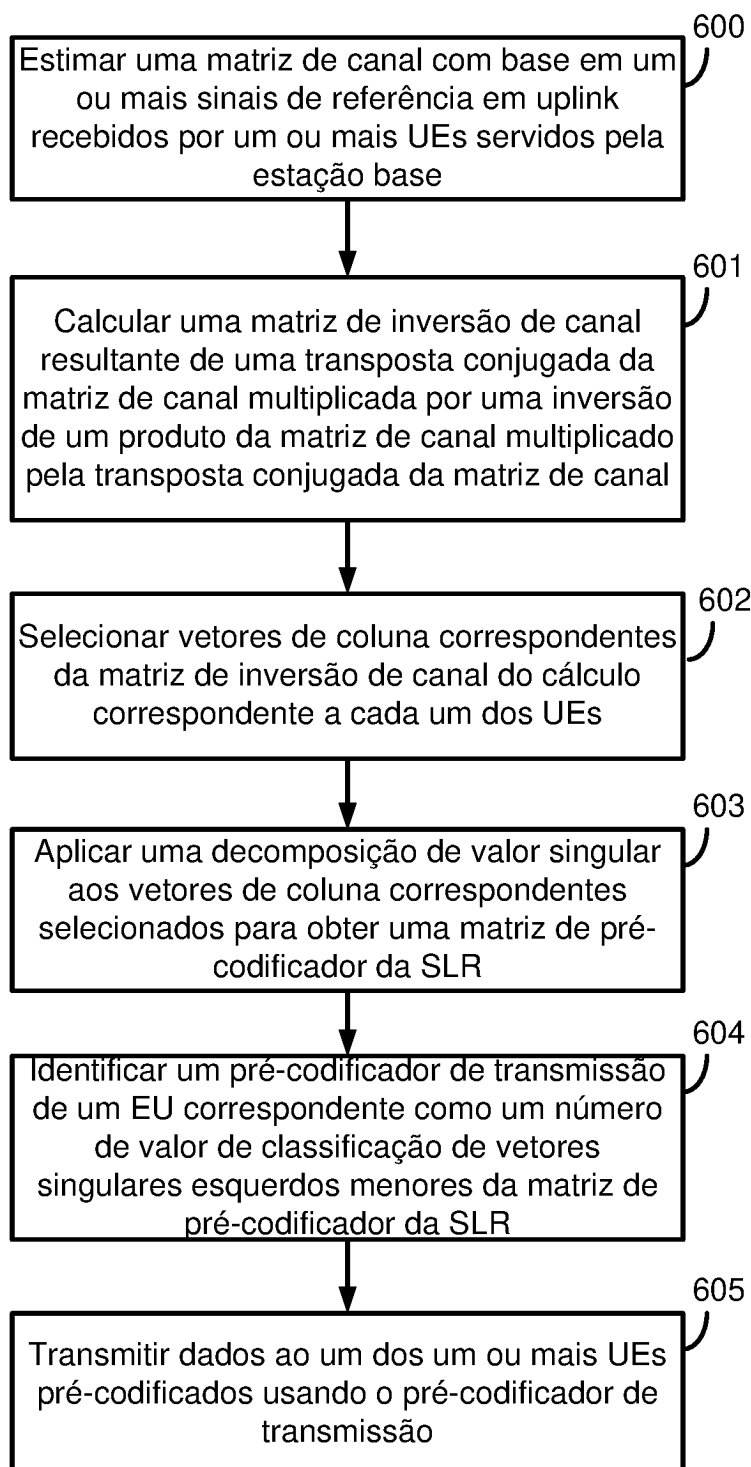 600
Estimar uma matriz de canal com base em um
ou mais sinais de referência em uplink
recebidos por um ou mais UEs servidos pela
estação base
601
Calcular uma matriz de inversão de canal
resultante de uma transposta conjugada da
matriz de canal multiplicada por uma inversão
de um produto da matriz de canal multiplicado
pela transposta conjugada da matriz de canal
602
Selecionar vetores de coluna correspondentes
da matriz de inversão de canal do cálculo
correspondente a cada um dos UEs
603
Aplicar uma decomposição de valor singular
aos vetores de coluna correspondentes
selecionados para obter uma matriz de pré-
codificador da SLR
604
Identificar um pré-codificador de transmissão
de um EU correspondente como um número
de valor de classificação de vetores
singulares esquerdos menores da matriz de
pré-codificador da SLR
605
Transmitir dados ao um dos um ou mais UEs
pré-codificados usando o pré-codificador de
transmissão